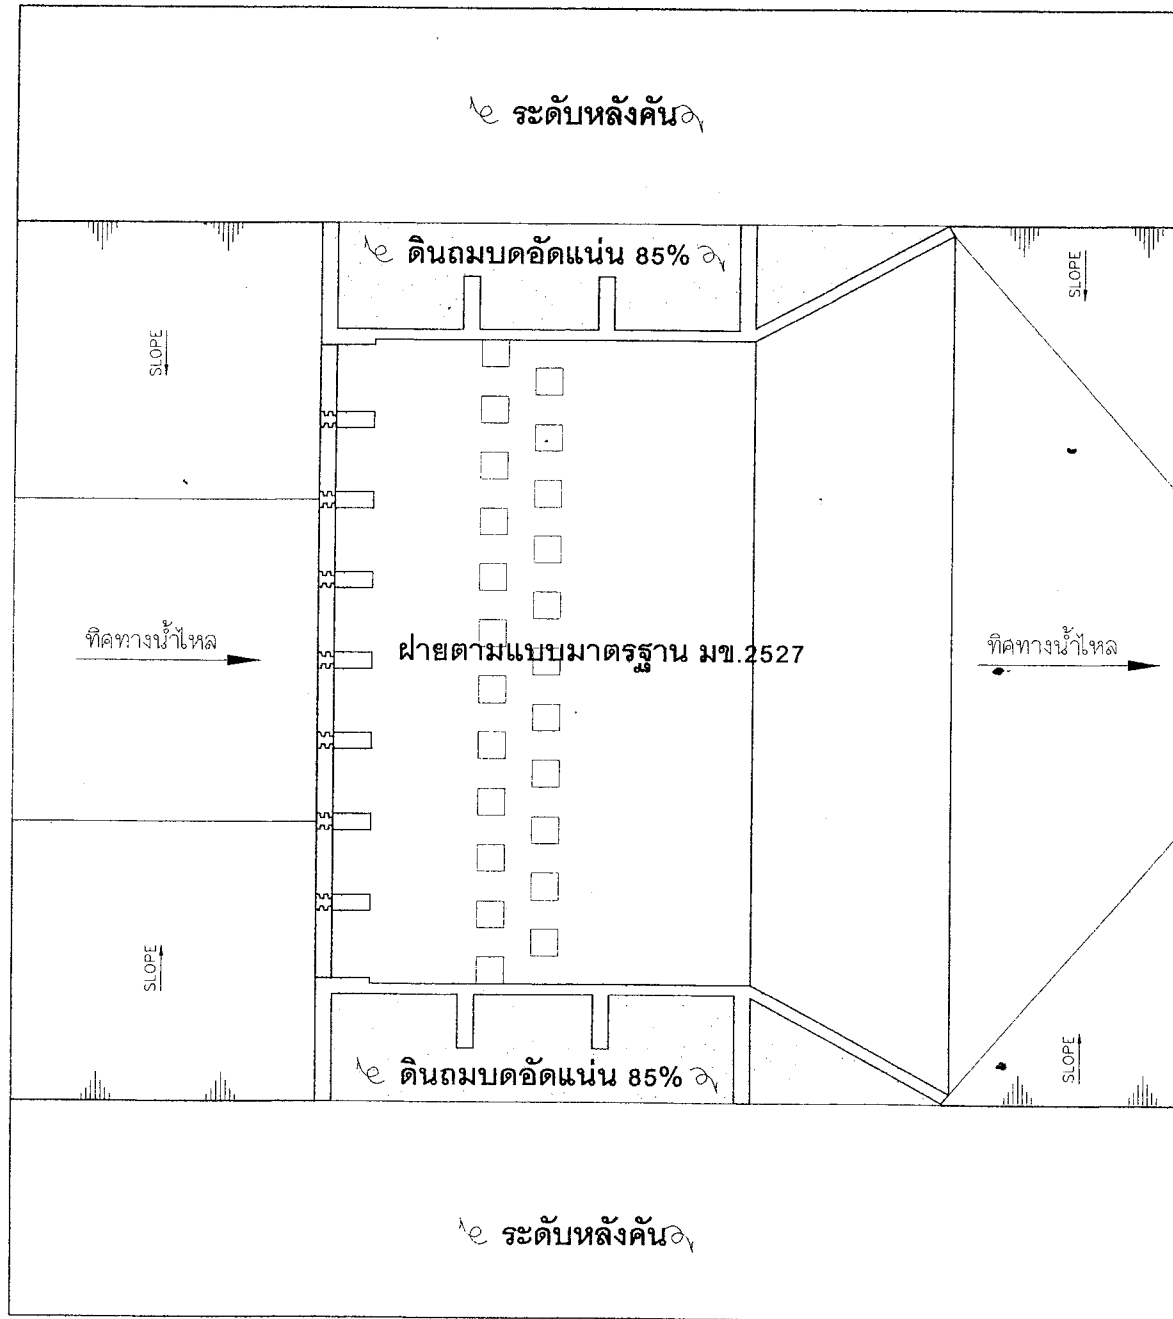 ระดับหลังคัน
ดินถมบดอัดแน่น 85%
SLOPE
SLOPE
ทิศทางน้ำไหล
ฝายตามแบบมาตรฐาน มข.2527
ทิศทางน้ำไหล
SLOPE
SLOPE
ดินถมบดอัดแน่น 85%
ระดับหลังคัน